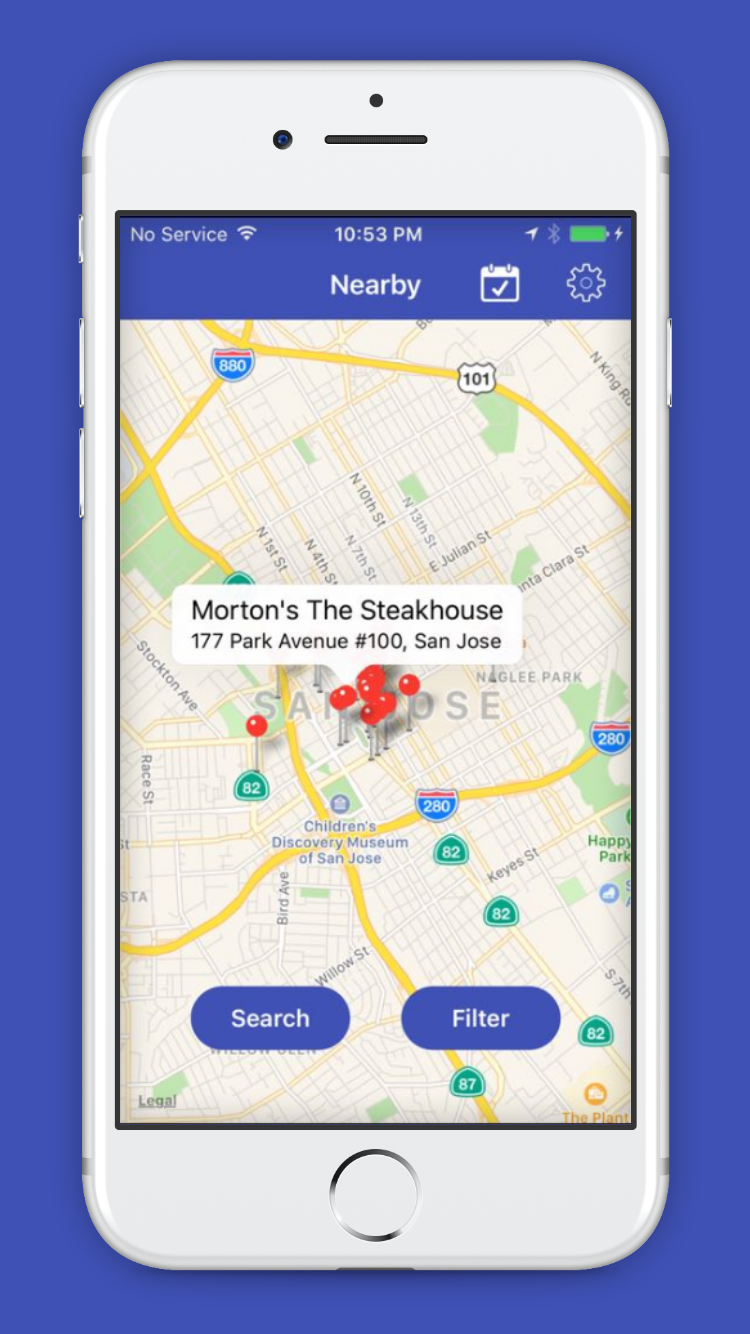 No Service
10:53 PM
Nearby
880
101
N King Rd
N 10th St
N 13th St
N 1st St
N 4th St
N 7th St
E Julian St
Santa Clara St
Morton's The Steakhouse
177 Park Avenue #100, San Jose
Stockton Ave
NAGLEE PARK
SAN JOSE
280
Race St
82
280
Children's
Discovery Museum
of San Jose
82
Happy
Park
St
Keyes St
STA
Bird Ave
82
Willow St
S 7th
Search
Filter
82
WILLOW GLEN
87
Legal
The Plant